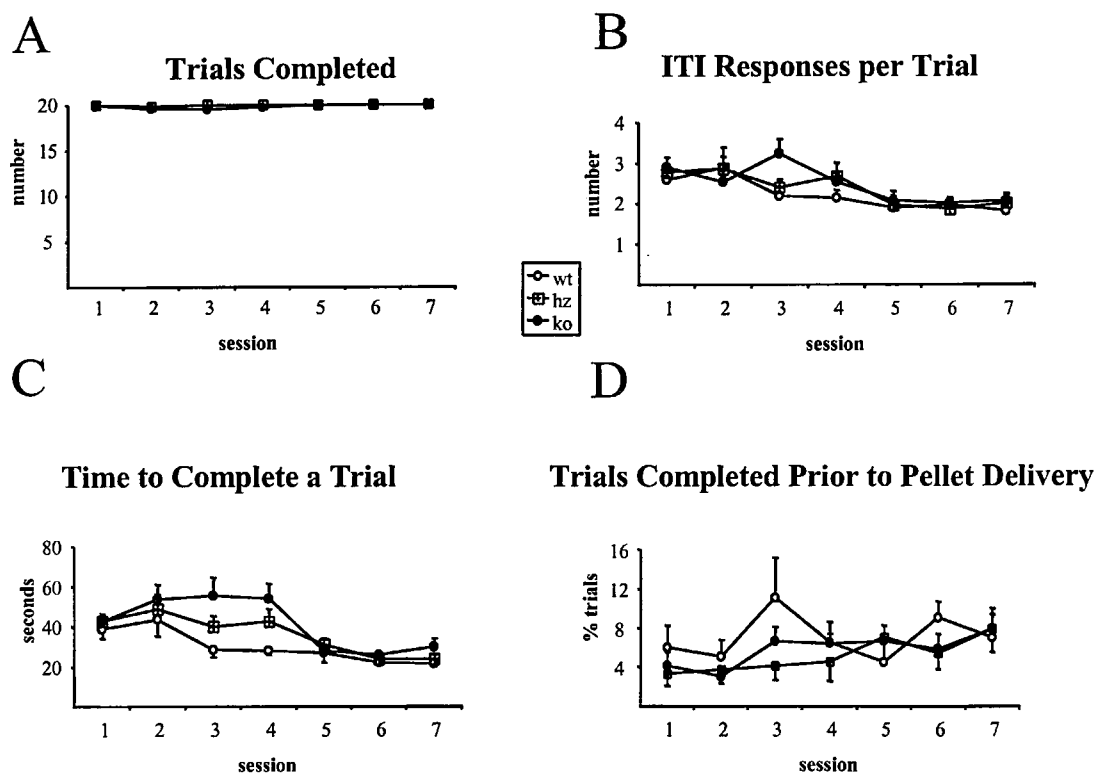 A
Trials Completed
20
15
10
5
number
1 2 3 4 5 6 7
session
B
ITI Responses per Trial
4
3
2
1
number
1 2 3 4 5 6 7
session
wt
hz
ko
C
Time to Complete a Trial
80
60
40
20
seconds
1 2 3 4 5 6 7
session
D
Trials Completed Prior to Pellet Delivery
16
12
8
4
% trials
1 2 3 4 5 6 7
session